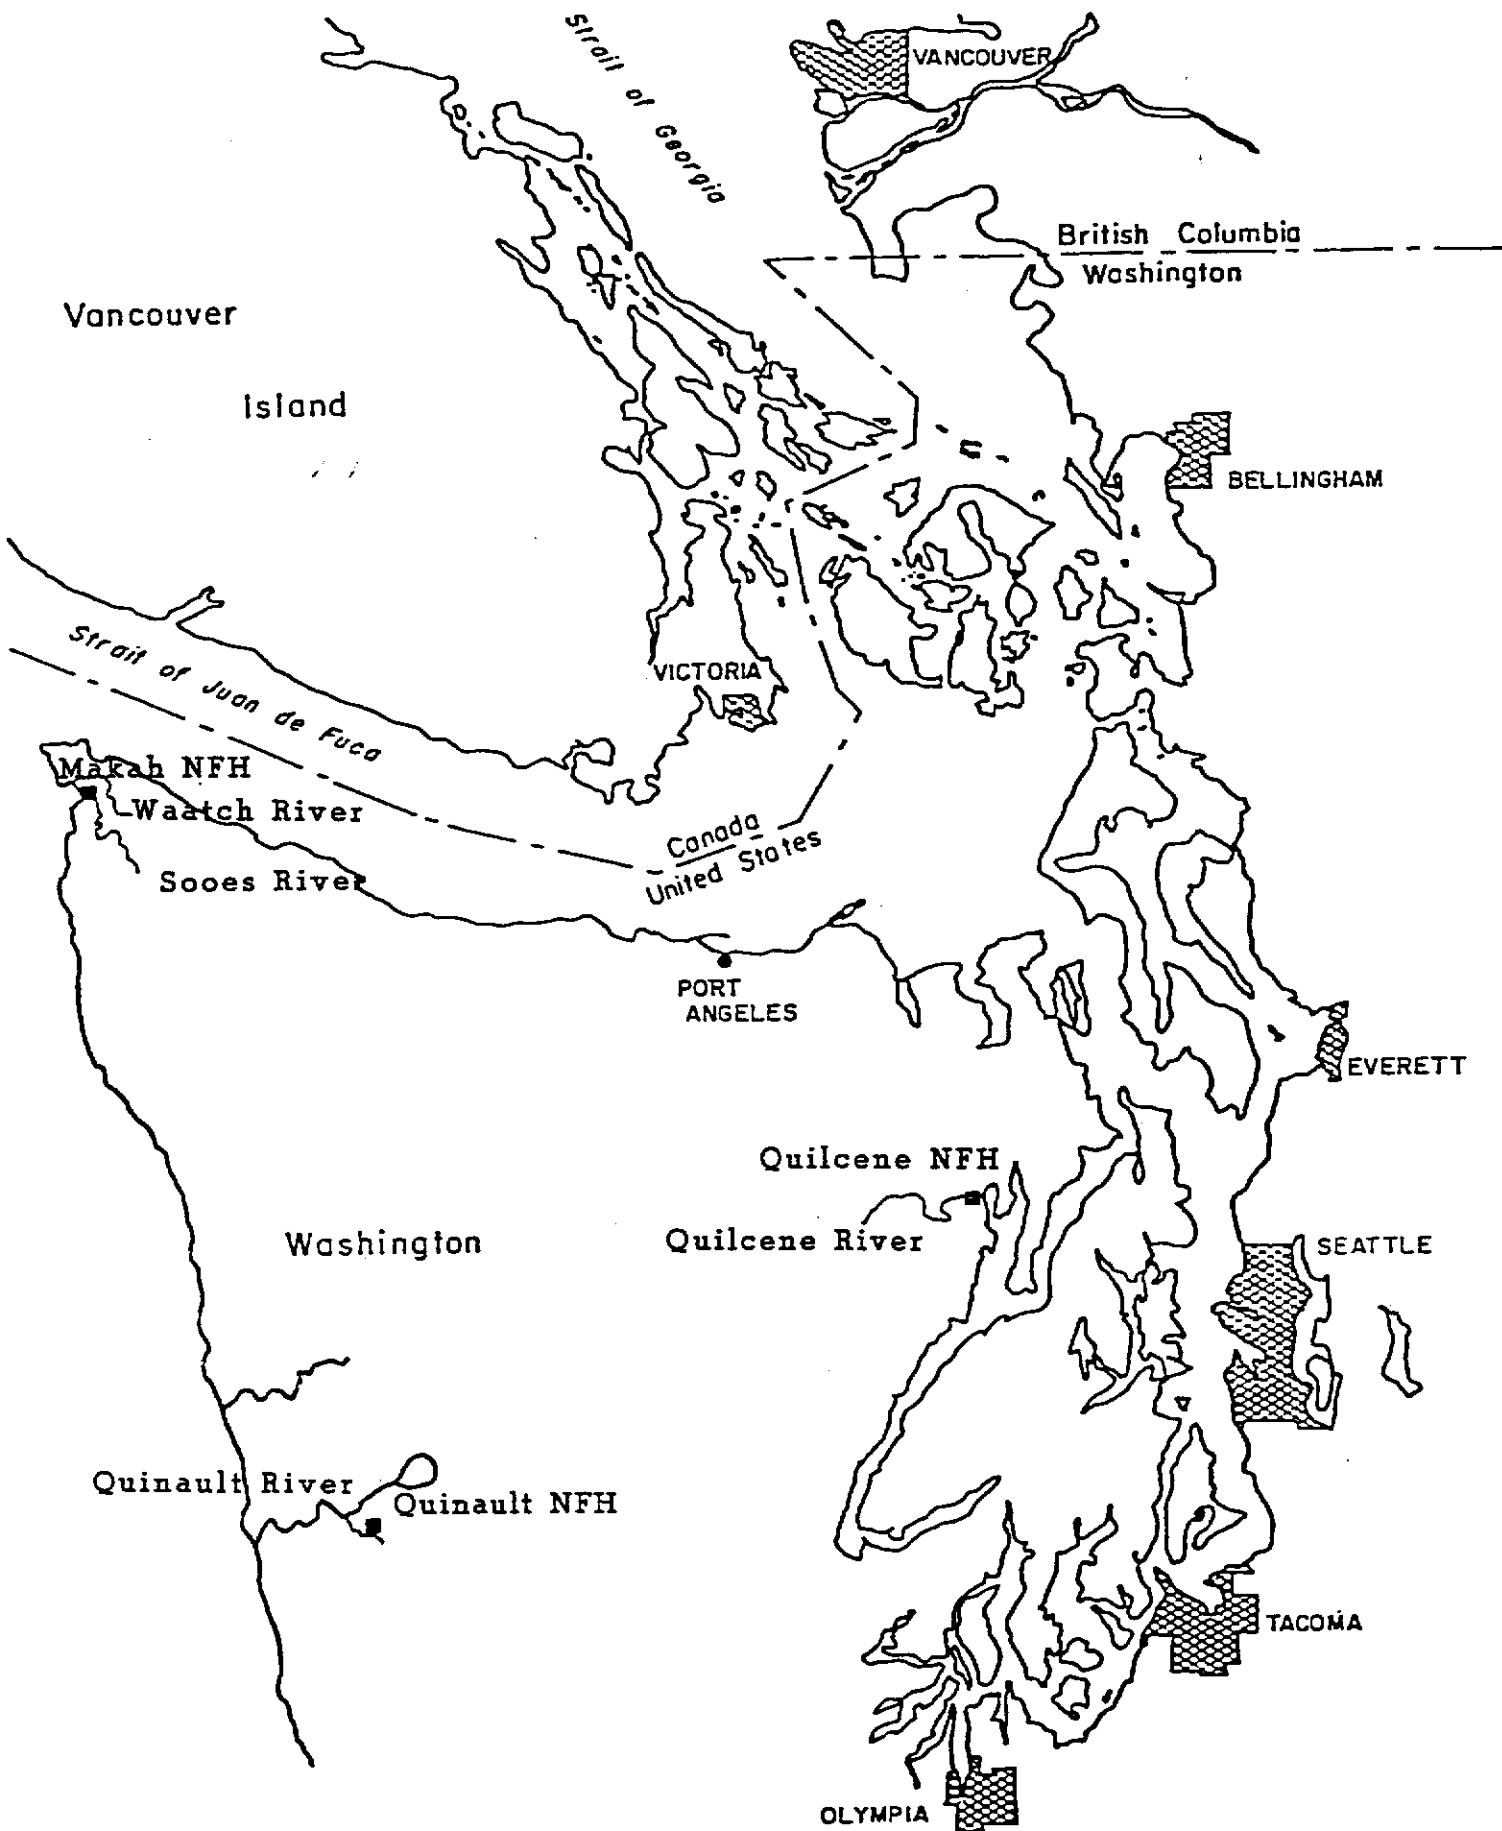 Strait of Georgia
VANCOUVER
British Columbia
Washington
Vancouver
Island
BELLINGHAM
Strait of Juan de Fuca
VICTORIA
Makah NFH
Waatch River
Sooes River
Canada
United States
PORT
ANGELES
EVERETT
Quilcene NFH
Quilcene River
Washington
SEATTLE
Quinault River
Quinault NFH
TACOMA
OLYMPIA